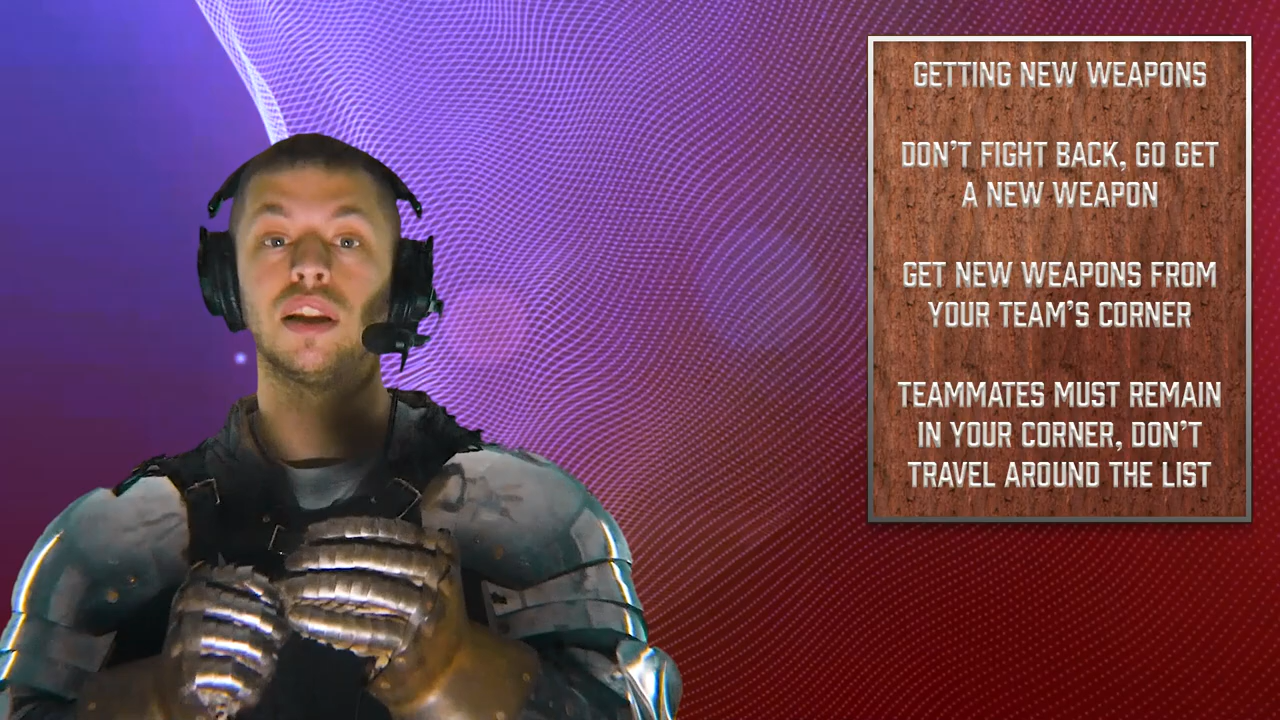 GETTING NEW WEAPONS
DON'T FIGHT BACK, GO GET
A NEW WEAPON
GET NEW WEAPONS FROM
YOUR TEAM'S CORNER
TEAMMATES MUST REMAIN
IN YOUR CORNER, DON'T
TRAVEL AROUND THE LIST